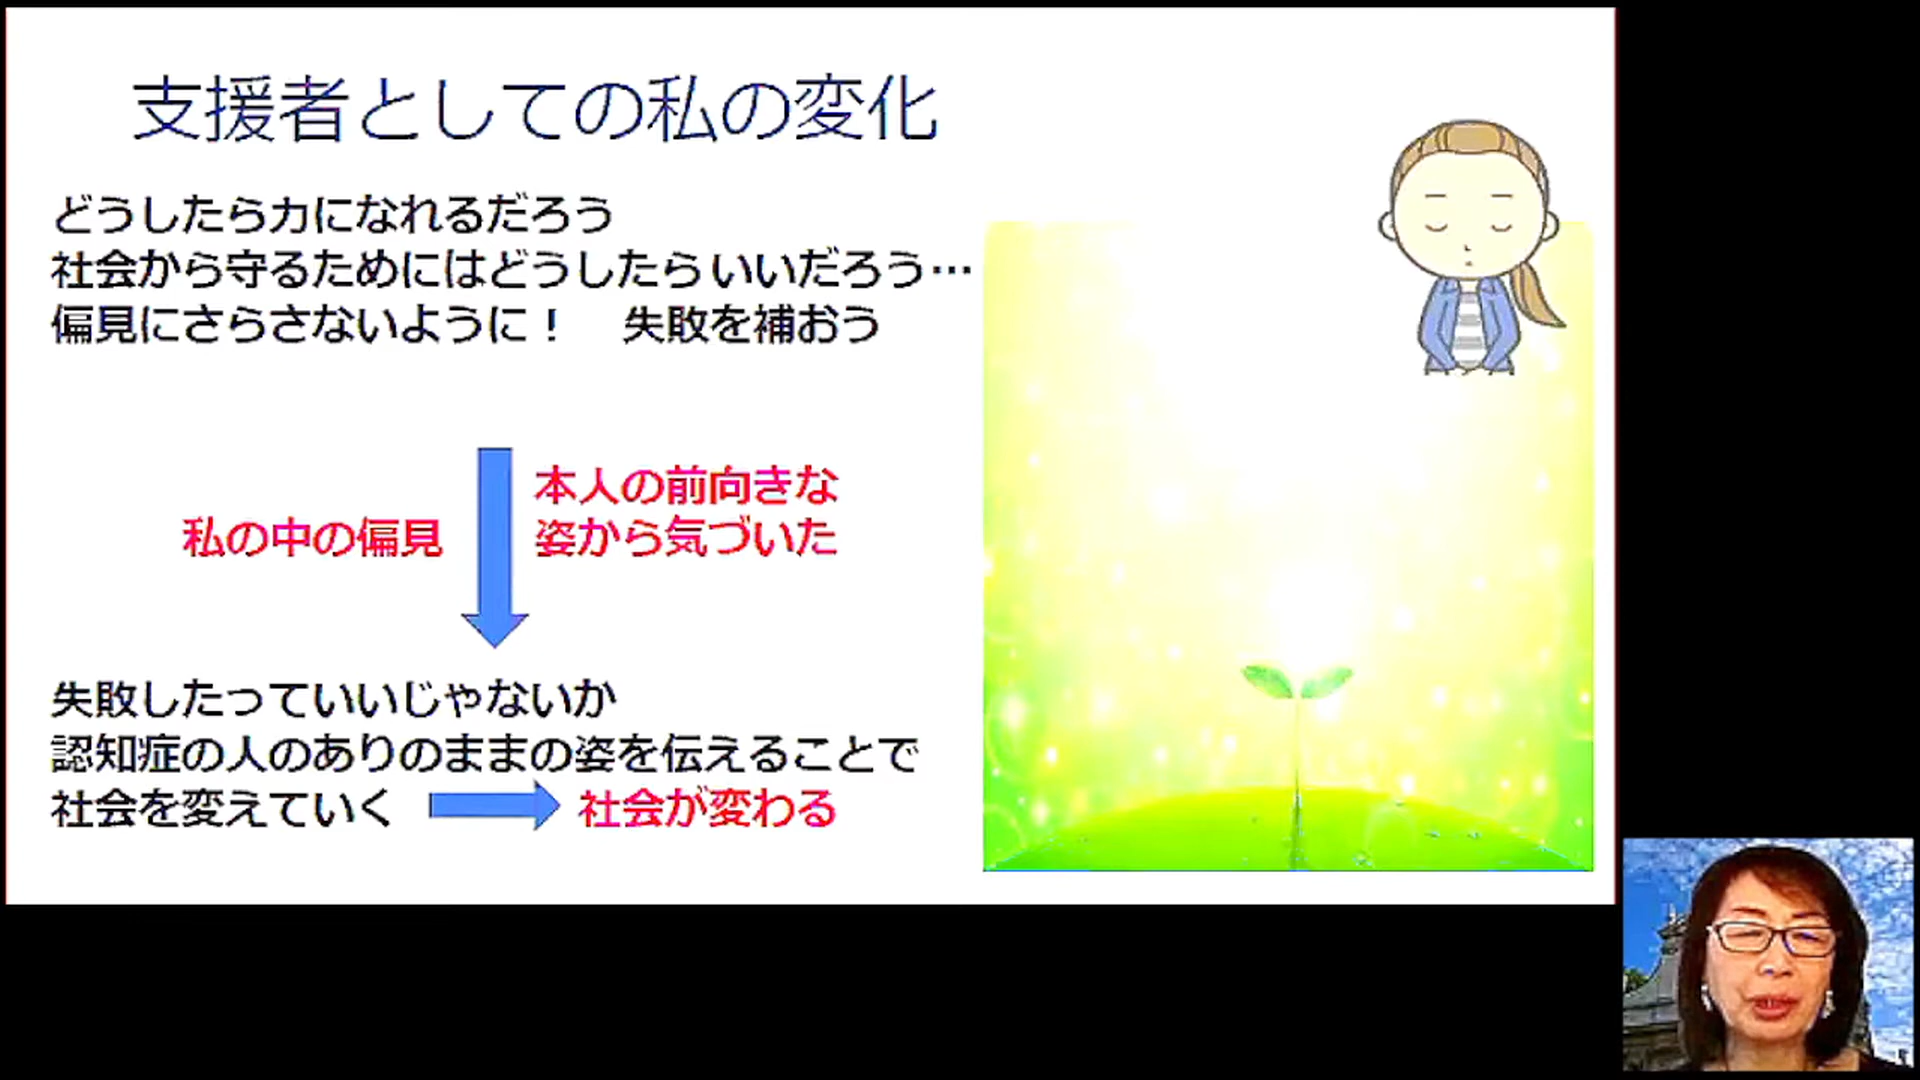 支援者としての私の変化
どうしたら力になれるだろう
社会から守るためにはどうしたらいいだろう…
偏見にさらさないように！　失敗を補おう
本人の前向きな
私の中の偏見
姿から気づいた
失敗したっていいじゃないか
認知症の人のありのままの姿を伝えることで
社会を変えていく
社会が変わる